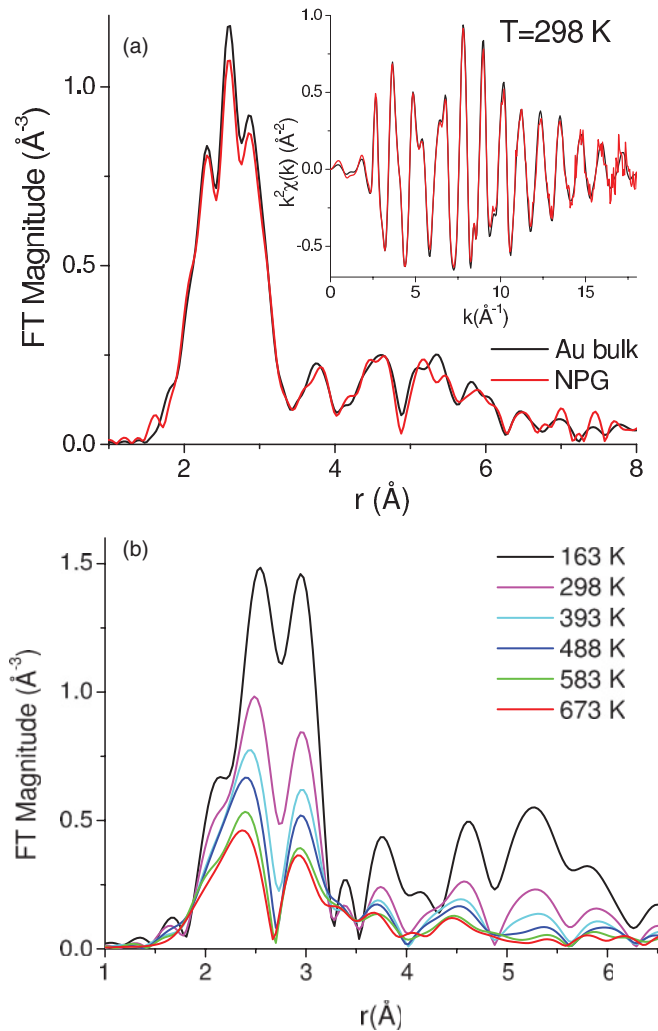 (a)
T=298 K
1.0
0.5
0.0
FT Magnitude (Å⁻³)
1.0
0.5
0.0
-0.5
k²χ(k) (Å⁻²)
0
5
10
15
k(Å⁻¹)
Au bulk
NPG
2
4
6
8
r (Å)
(b)
1.5
1.0
0.5
0.0
FT Magnitude (Å⁻³)
163 K
298 K
393 K
488 K
583 K
673 K
1
2
3
4
5
6
r(Å)